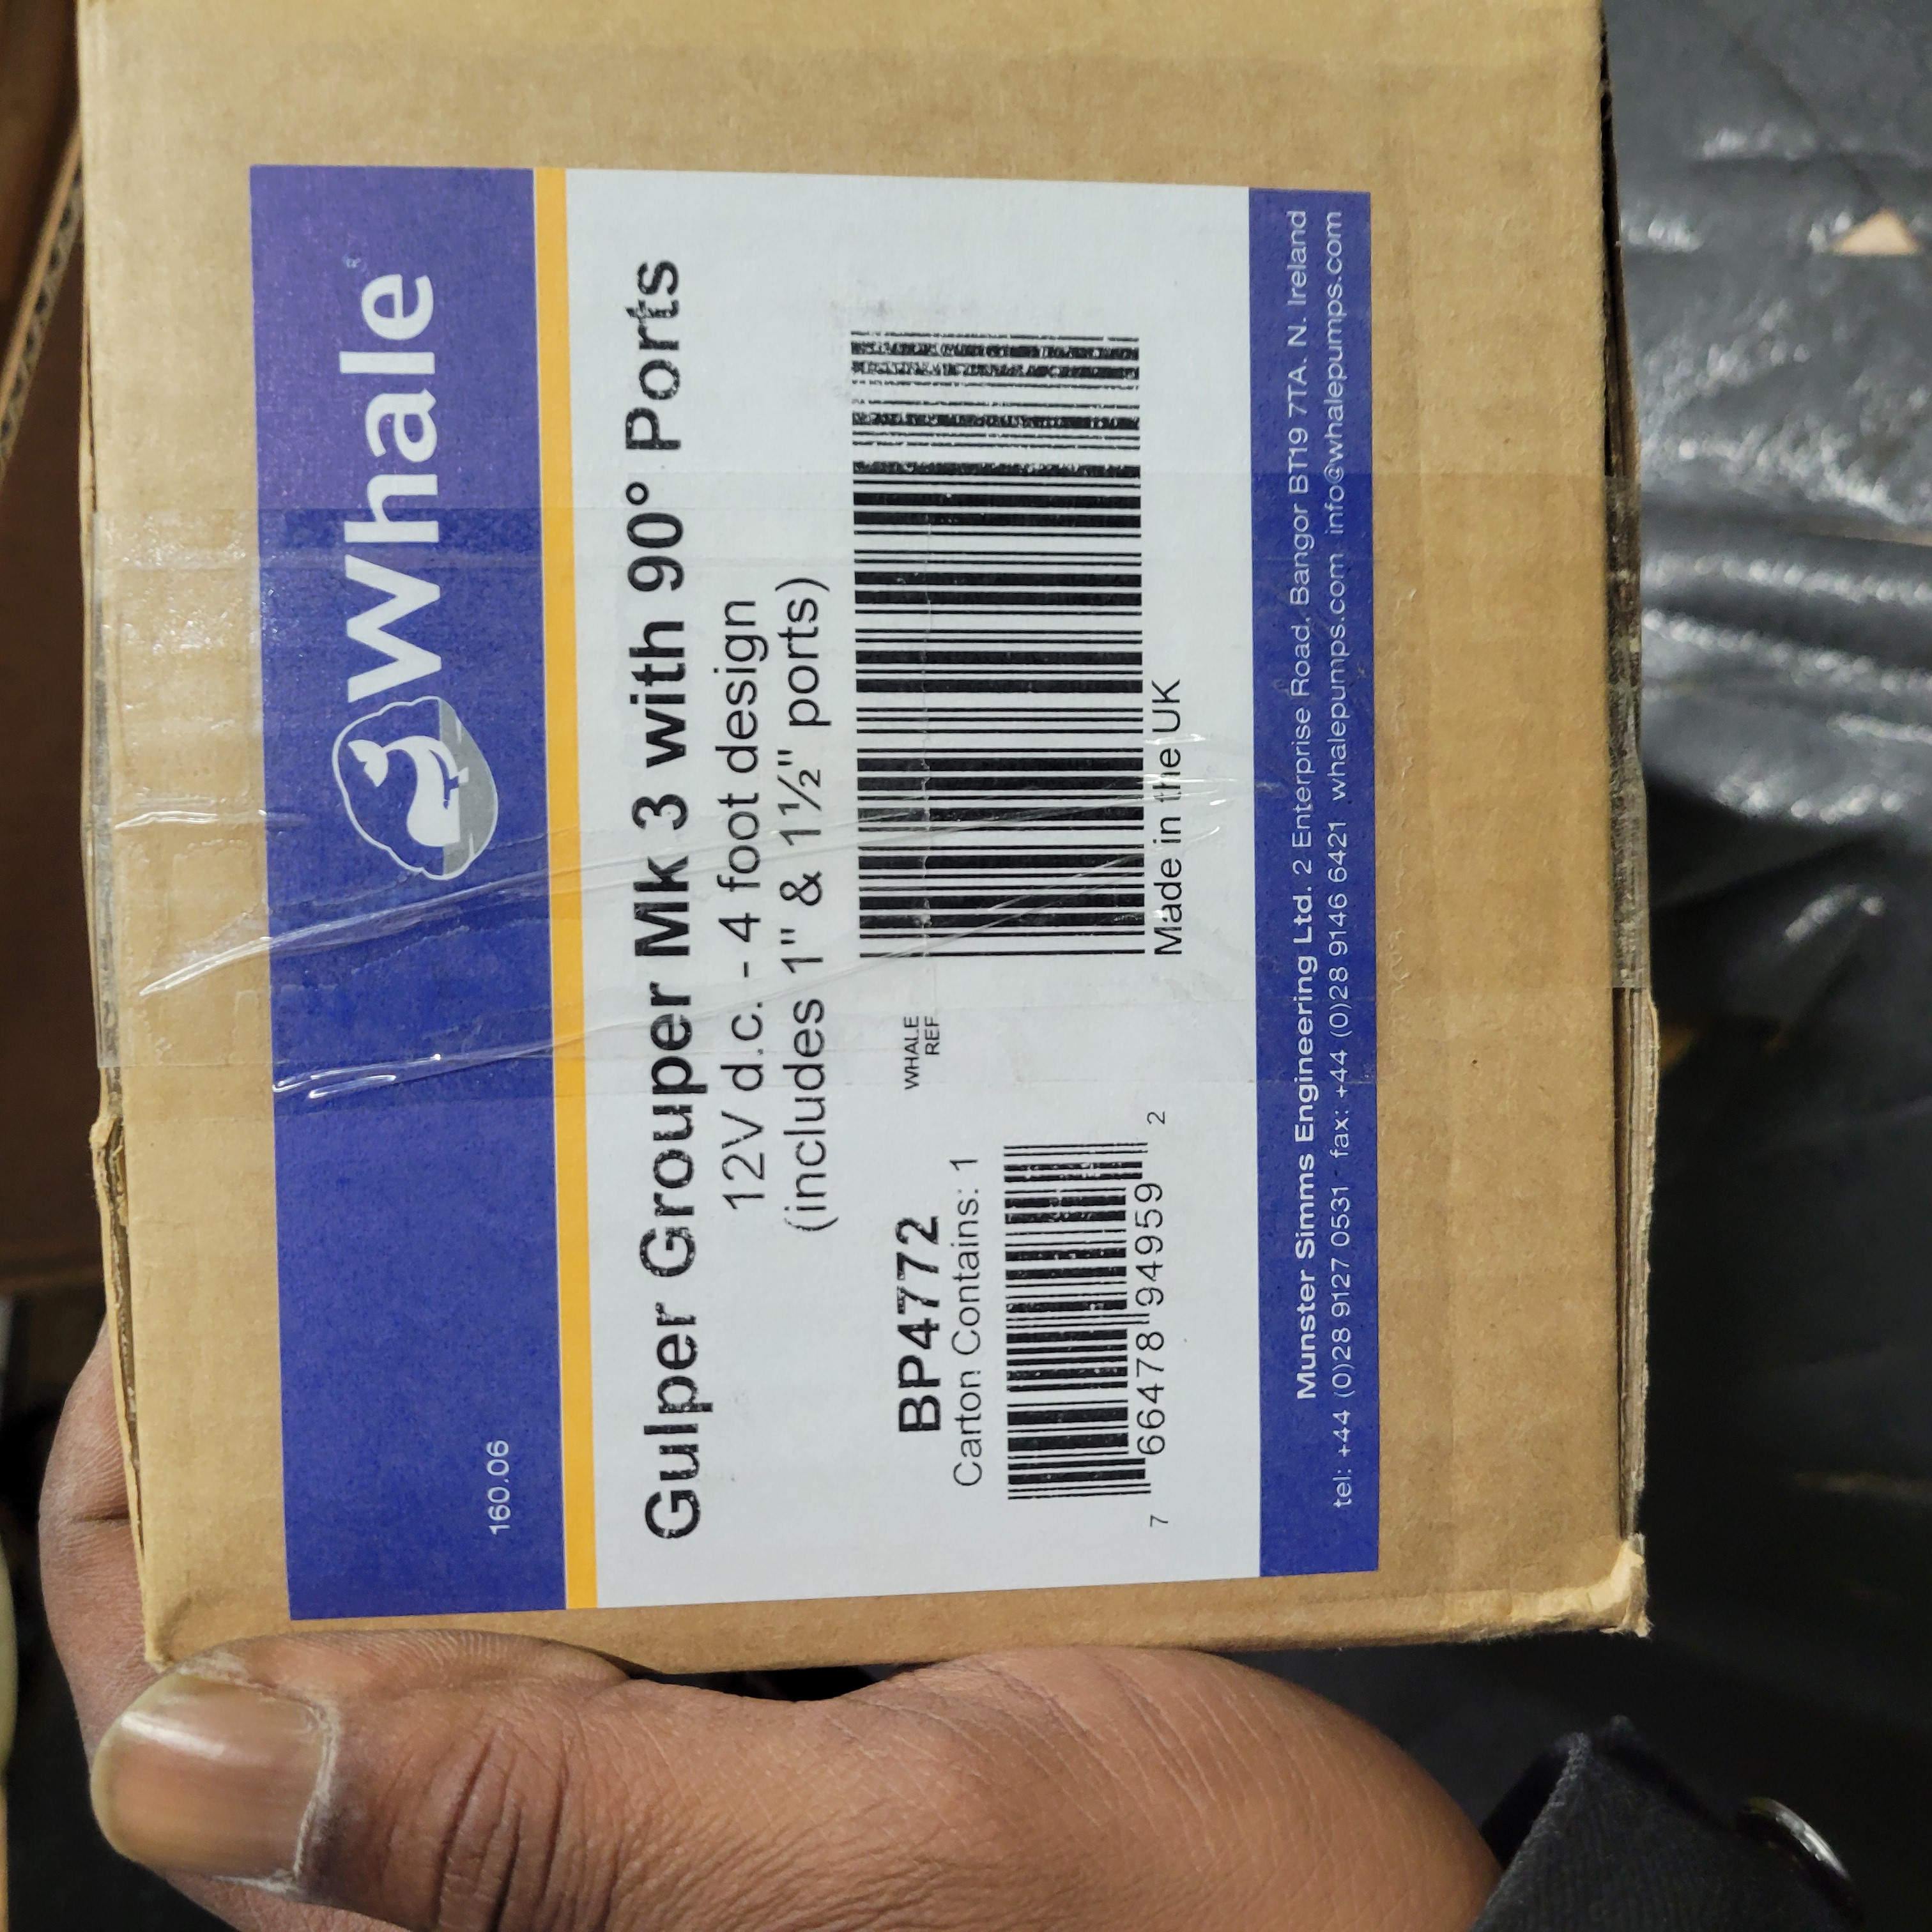 Whale
160.06
Gulper Grouper Mk 3 with 90° Ports
12V d.c. - 4 foot design
(includes 1" & 1½" ports)
BP4772
WHALE
REF
Carton Contains: 1
7 66478 94959 2
Made in the UK
Munster Simms Engineering Ltd. 2 Enterprise Road, Bangor BT19 7TA. N. Ireland
tel: +44 (0)28 9127 0531 fax: +44 (0)28 9146 6421 whalepumps.com info@whalepumps.com